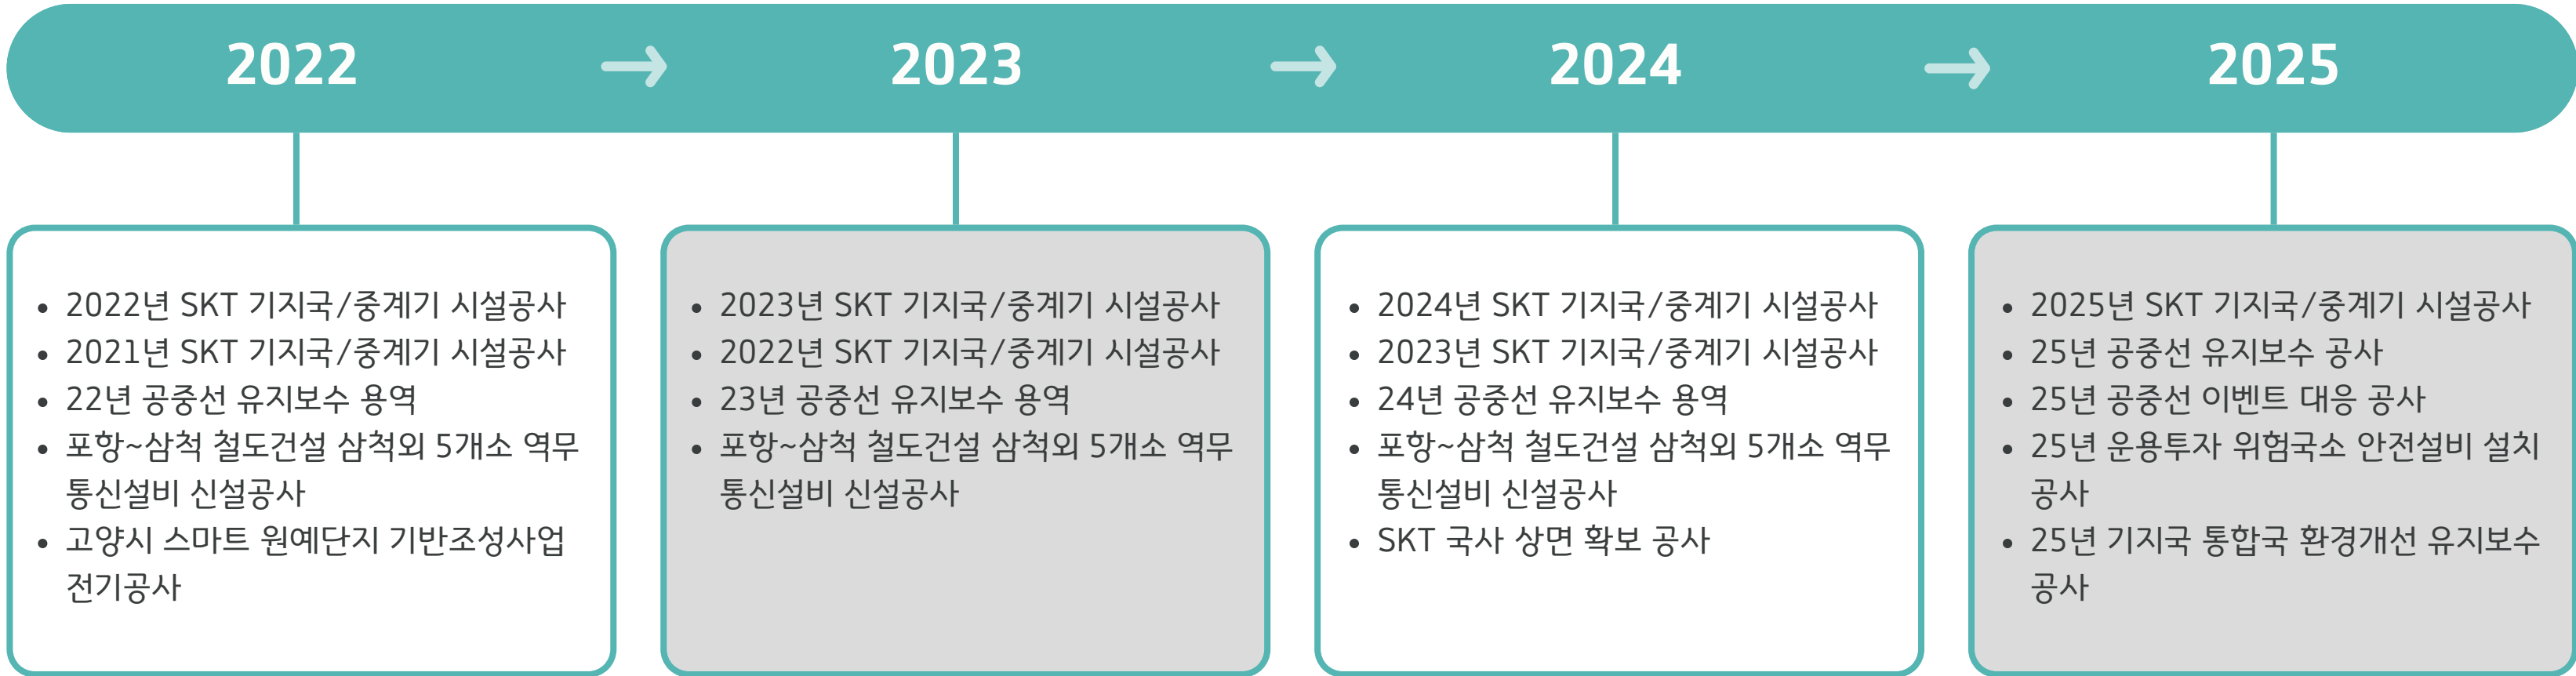 2022 → 2023 → 2024 → 2025
• 2022년 SKT 기지국/중계기 시설공사
• 2021년 SKT 기지국/중계기 시설공사
• 22년 공중선 유지보수 용역
• 포항~삼척 철도건설 삼척외 5개소 역무
통신설비 신설공사
• 고양시 스마트 원예단지 기반조성사업
전기공사
• 2023년 SKT 기지국/중계기 시설공사
• 2022년 SKT 기지국/중계기 시설공사
• 23년 공중선 유지보수 용역
• 포항~삼척 철도건설 삼척외 5개소 역무
통신설비 신설공사
• 2024년 SKT 기지국/중계기 시설공사
• 2023년 SKT 기지국/중계기 시설공사
• 24년 공중선 유지보수 용역
• 포항~삼척 철도건설 삼척외 5개소 역무
통신설비 신설공사
• SKT 국사 상면 확보 공사
• 2025년 SKT 기지국/중계기 시설공사
• 25년 공중선 유지보수 공사
• 25년 공중선 이벤트 대응 공사
• 25년 운용투자 위험국소 안전설비 설치
공사
• 25년 기지국 통합국 환경개선 유지보수
공사